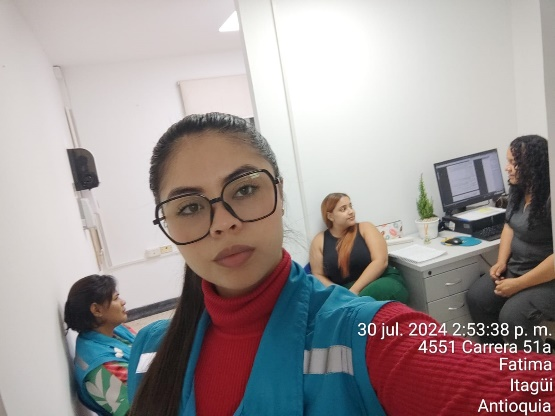 30 jul. 2024 2:53:38 p. m.
4551 Carrera 51a
Fatima
Itagüi
Antioquia